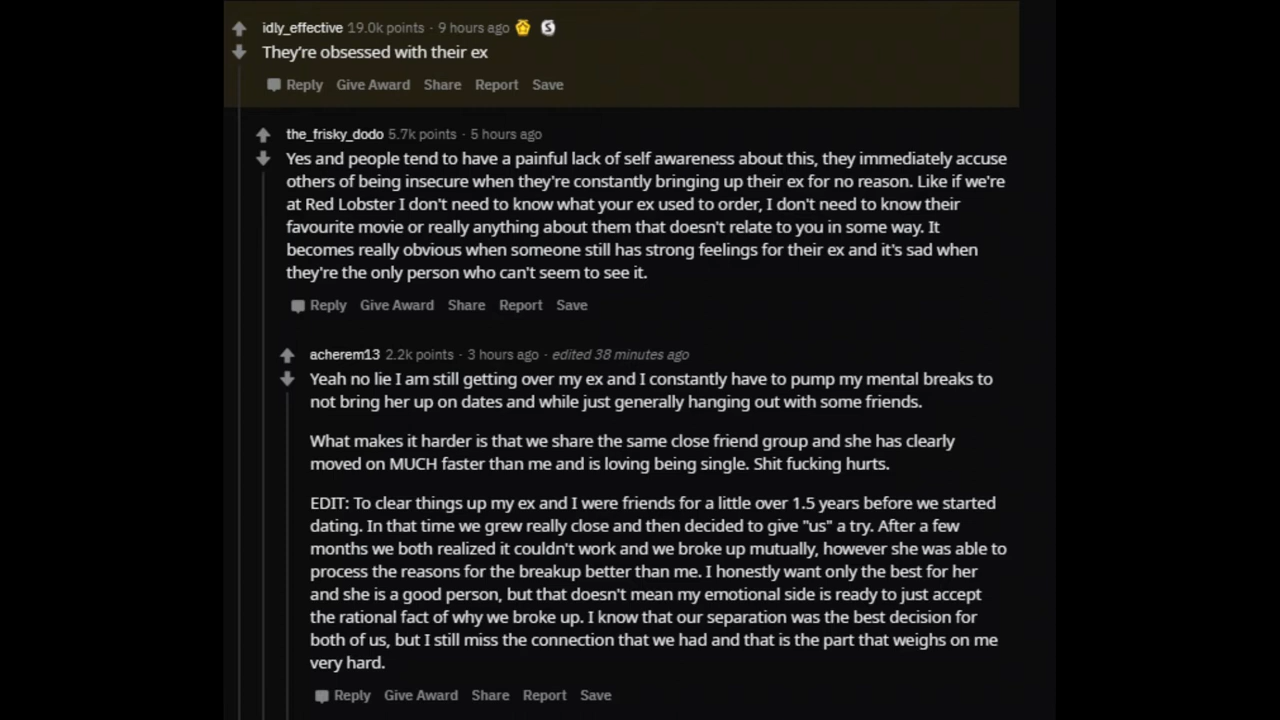 idly_effective 19.0k points · 9 hours ago
They're obsessed with their ex
Reply Give Award Share Report Save
the_frisky_dodo 5.7k points · 5 hours ago
Yes and people tend to have a painful lack of self awareness about this, they immediately accuse
others of being insecure when they're constantly bringing up their ex for no reason. Like if we're
at Red Lobster I don't need to know what your ex used to order, I don't need to know their
favourite movie or really anything about them that doesn't relate to you in some way. It
becomes really obvious when someone still has strong feelings for their ex and it's sad when
they're the only person who can't seem to see it.
Reply Give Award Share Report Save
acherem13 2.2k points · 3 hours ago · edited 38 minutes ago
Yeah no lie I am still getting over my ex and I constantly have to pump my mental breaks to
not bring her up on dates and while just generally hanging out with some friends.
What makes it harder is that we share the same close friend group and she has clearly
moved on MUCH faster than me and is loving being single. Shit fucking hurts.
EDIT: To clear things up my ex and I were friends for a little over 1.5 years before we started
dating. In that time we grew really close and then decided to give "us" a try. After a few
months we both realized it couldn't work and we broke up mutually, however she was able to
process the reasons for the breakup better than me. I honestly want only the best for her
and she is a good person, but that doesn't mean my emotional side is ready to just accept
the rational fact of why we broke up. I know that our separation was the best decision for
both of us, but I still miss the connection that we had and that is the part that weighs on me
very hard.
Reply Give Award Share Report Save